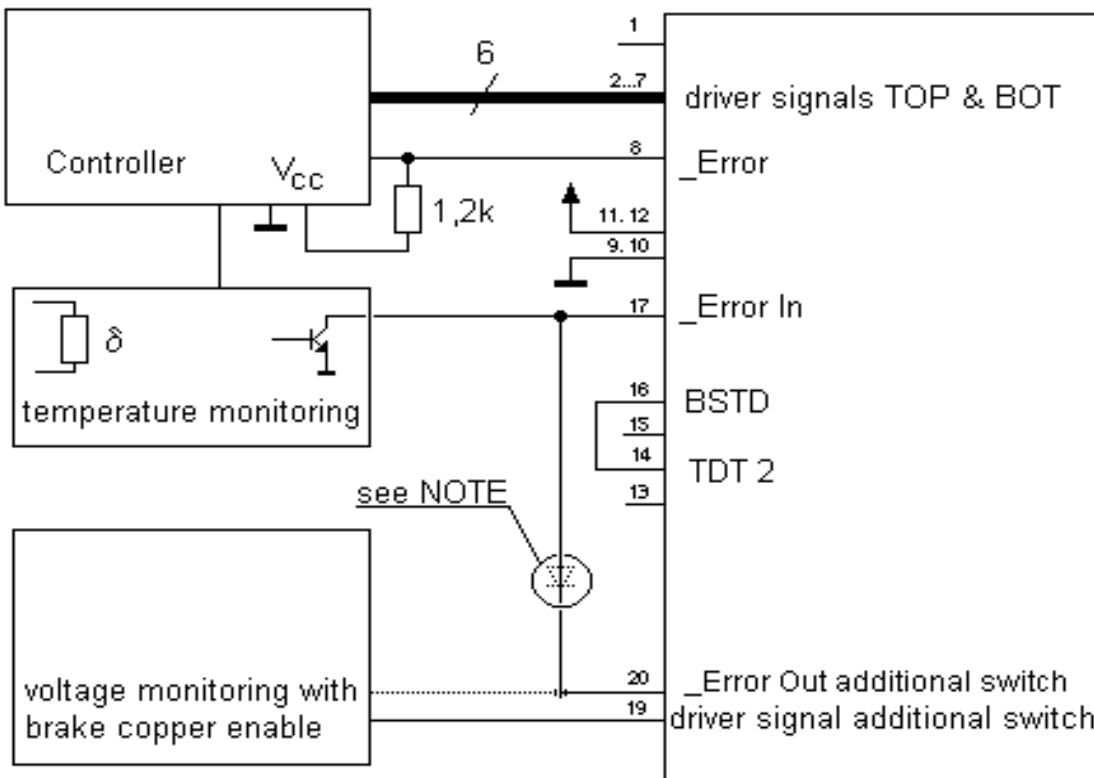 1
6
2...7
driver signals TOP & BOT
Controller
VCC
8
_Error
1,2k
11. 12
9. 10
17
_Error In
δ
temperature monitoring
16
BSTD
15
14
TDT 2
13
see NOTE
voltage monitoring with
brake copper enable
20
_Error Out additional switch
19
driver signal additional switch